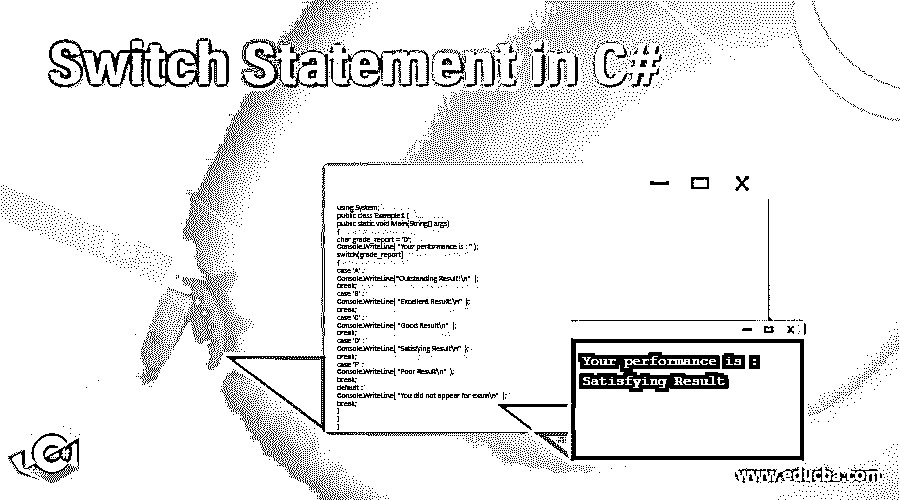 Switch Statement in C#
using System;
public class Example1 {
public static void Main(String[] args)
{
char grade_report = 'D';
Console.WriteLine( "Your performance is : " );
switch(grade_report)
{
case 'A' :
Console.WriteLine( "Outstanding Result!\n" );
break;
case 'B' :
Console.WriteLine( "Excellent Result\n" );
break;
case 'C' :
Console.WriteLine( "Good Result\n" );
break;
case 'D' :
Console.WriteLine( "Satisfying Result\n" );
break;
case 'F' :
Console.WriteLine( "Poor Result\n" );
break;
default :
Console.WriteLine( "You did not appear for exam\n" );
break;
}
}
}
Your performance is :
Satisfying Result
C#
www.educba.com